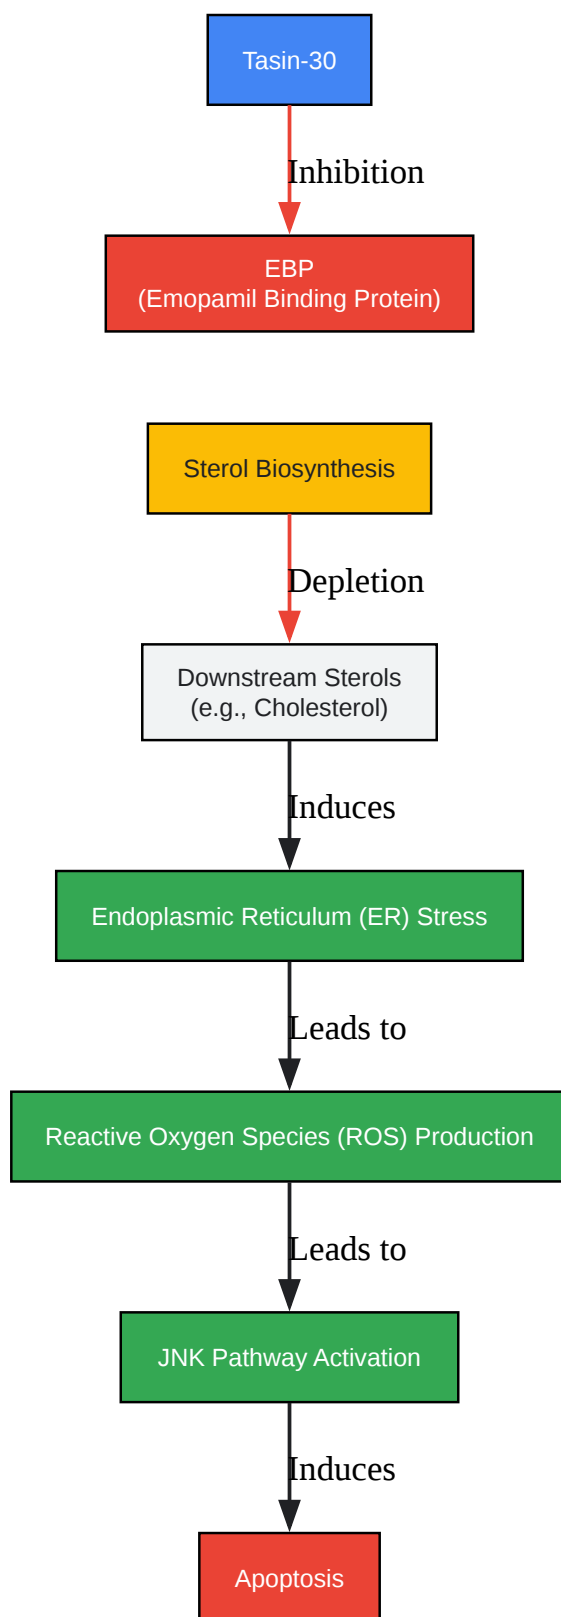 Tasin-30
Inhibition
EBP
(Emopamil Binding Protein)
Sterol Biosynthesis
Depletion
Downstream Sterols
(e.g., Cholesterol)
Induces
Endoplasmic Reticulum (ER) Stress
Leads to
Reactive Oxygen Species (ROS) Production
Leads to
JNK Pathway Activation
Induces
Apoptosis